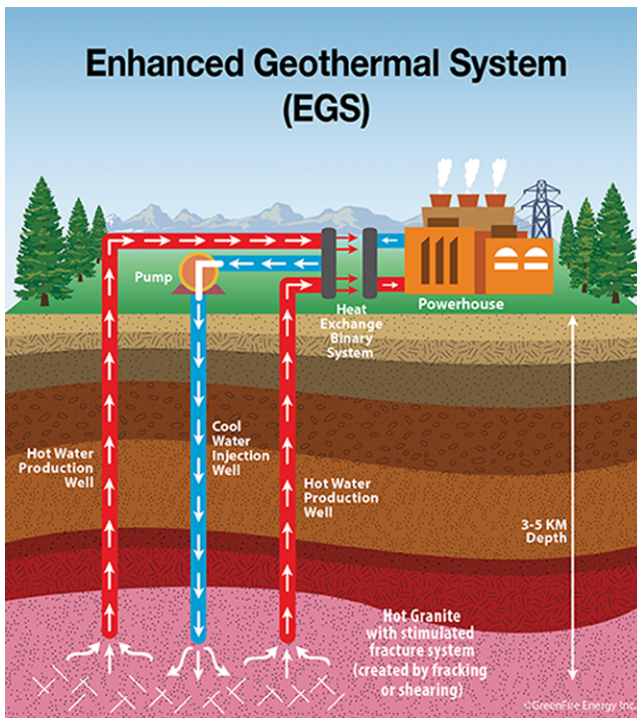 Enhanced Geothermal System
(EGS)
Pump
Heat
Exchange
Binary
System
Powerhouse
Hot Water
Production
Well
Cool
Water
Injection
Well
Hot Water
Production
Well
3-5 KM
Depth
Hot Granite
with stimulated
fracture system
(created by fracking
or shearing)
©GreenFire Energy Inc.